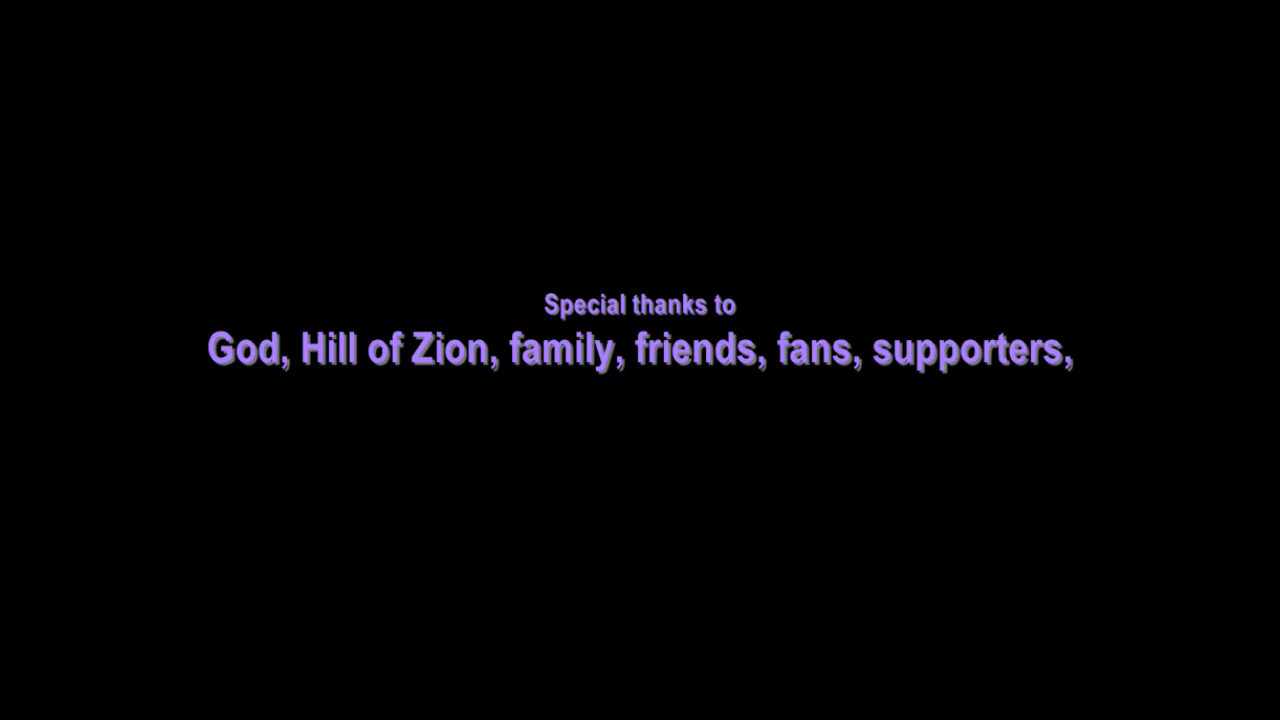 Special thanks to
God, Hill of Zion, family, friends, fans, supporters,